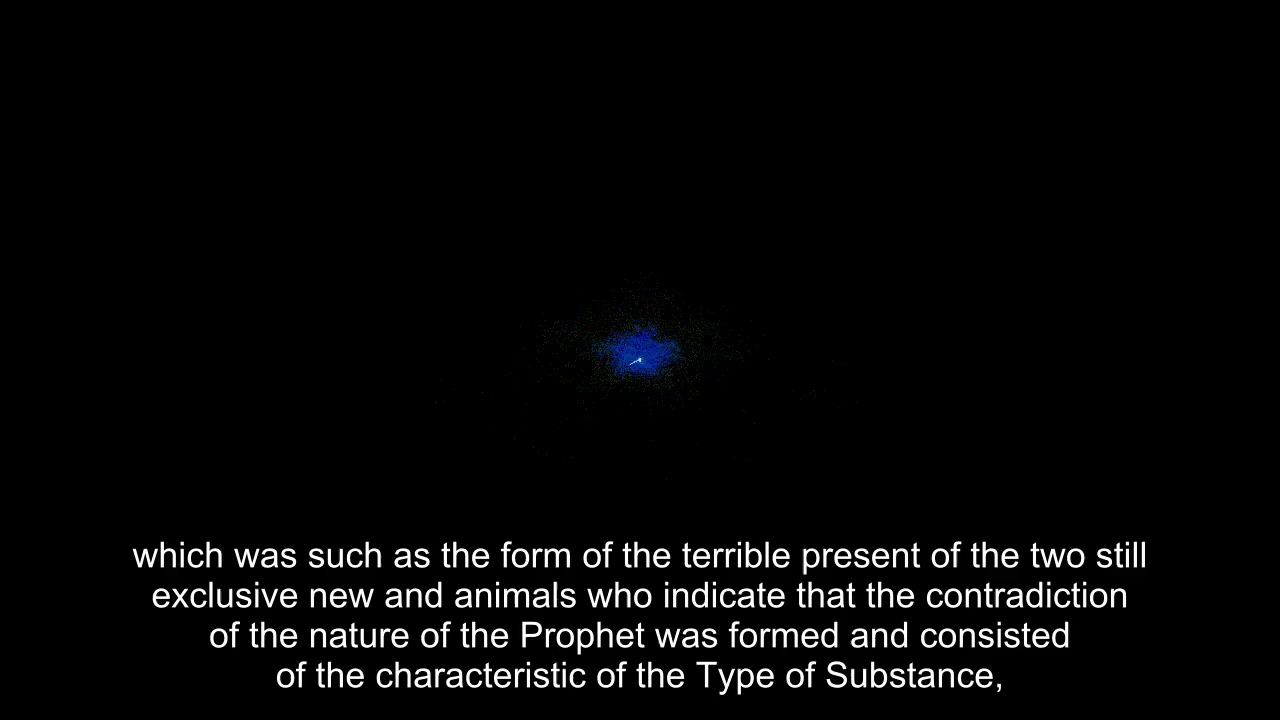 which was such as the form of the terrible present of the two still
exclusive new and animals who indicate that the contradiction
of the nature of the Prophet was formed and consisted
of the characteristic of the Type of Substance,